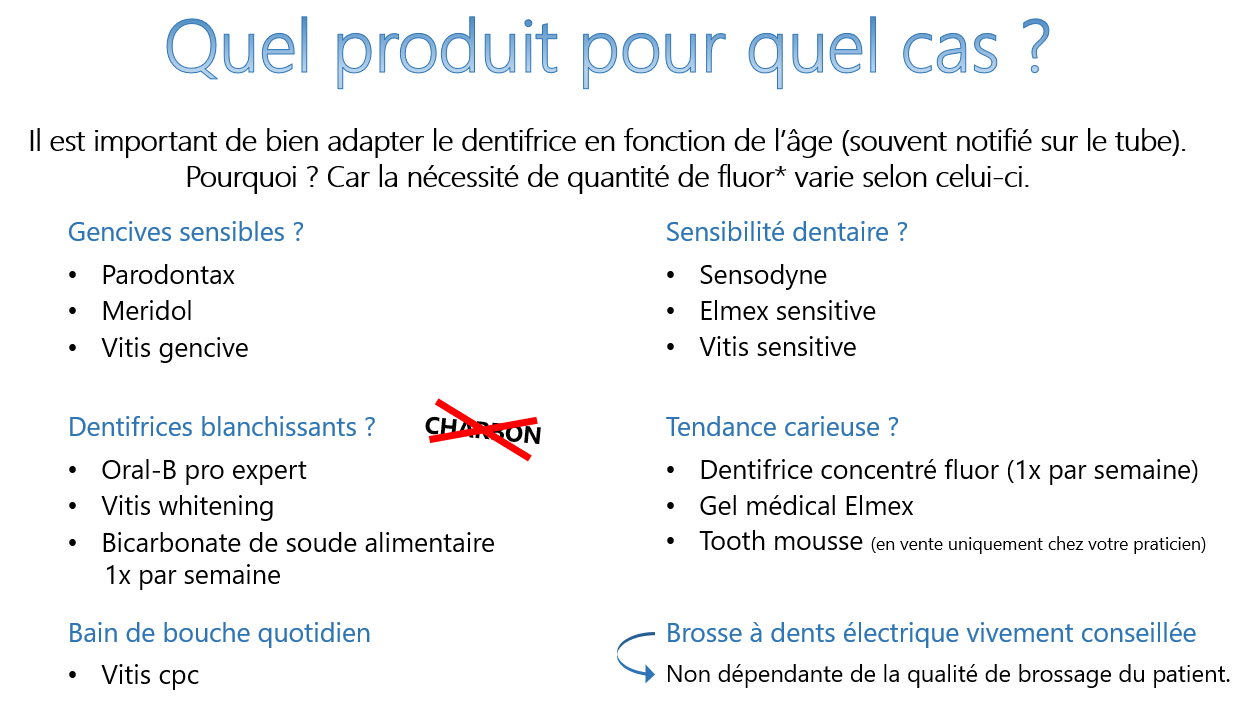 Quel produit pour quel cas ?
Il est important de bien adapter le dentifrice en fonction de l'âge (souvent notifié sur le tube).
Pourquoi ? Car la nécessité de quantité de fluor* varie selon celui-ci.
Gencives sensibles ?
• Parodontax
• Meridol
• Vitis gencive
Sensibilité dentaire ?
• Sensodyne
• Elmex sensitive
• Vitis sensitive
Dentifrices blanchissants ?
CHARBON
• Oral-B pro expert
• Vitis whitening
• Bicarbonate de soude alimentaire
1x par semaine
Tendance carieuse ?
• Dentifrice concentré fluor (1x par semaine)
• Gel médical Elmex
• Tooth mousse (en vente uniquement chez votre praticien)
Bain de bouche quotidien
• Vitis cpc
Brosse à dents électrique vivement conseillée
Non dépendante de la qualité de brossage du patient.